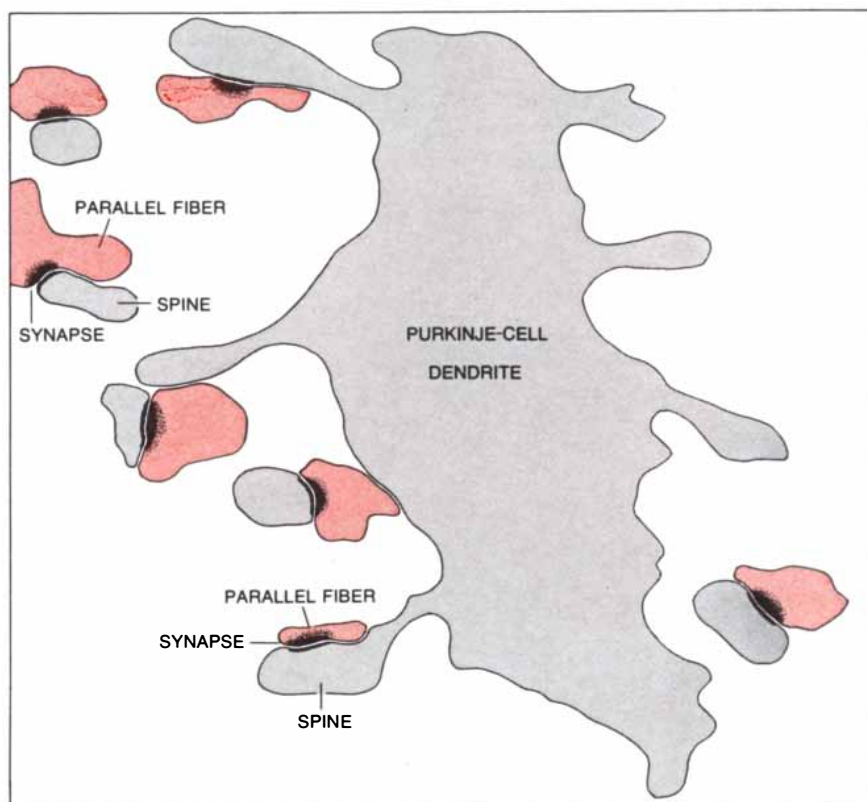 PARALLEL FIBER
SPINE
SYNAPSE
PURKINJE-CELL
DENDRITE
PARALLEL FIBER
SYNAPSE
SPINE